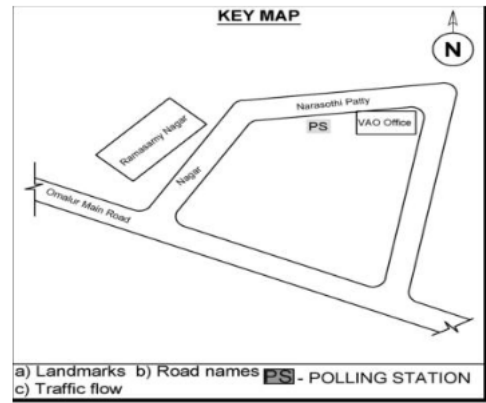 KEY MAP
N
Narasothi Patty
PS
VAO Office
Ramasamy Nagar
Nagar
Omalur Main Road
a) Landmarks b) Road names PS - POLLING STATION
c) Traffic flow